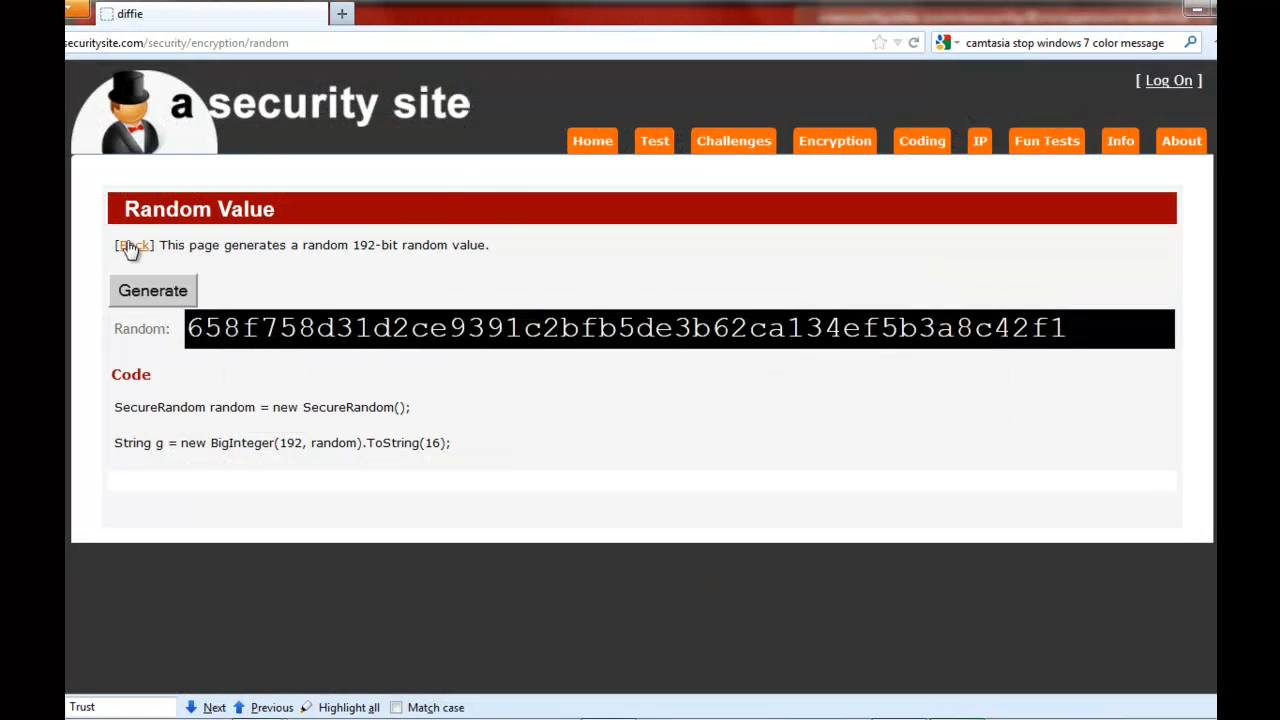 diffie
securitysite.com/security/encryption/random
camtasia stop windows 7 color message
a security site
[ Log On ]
Home Test Challenges Encryption Coding IP Fun Tests Info About
Random Value
[Back] This page generates a random 192-bit random value.
Generate
Random: 658f758d31d2ce9391c2bfb5de3b62ca134ef5b3a8c42f1
Code
SecureRandom random = new SecureRandom();
String g = new BigInteger(192, random).ToString(16);
Trust Next Previous Highlight all Match case